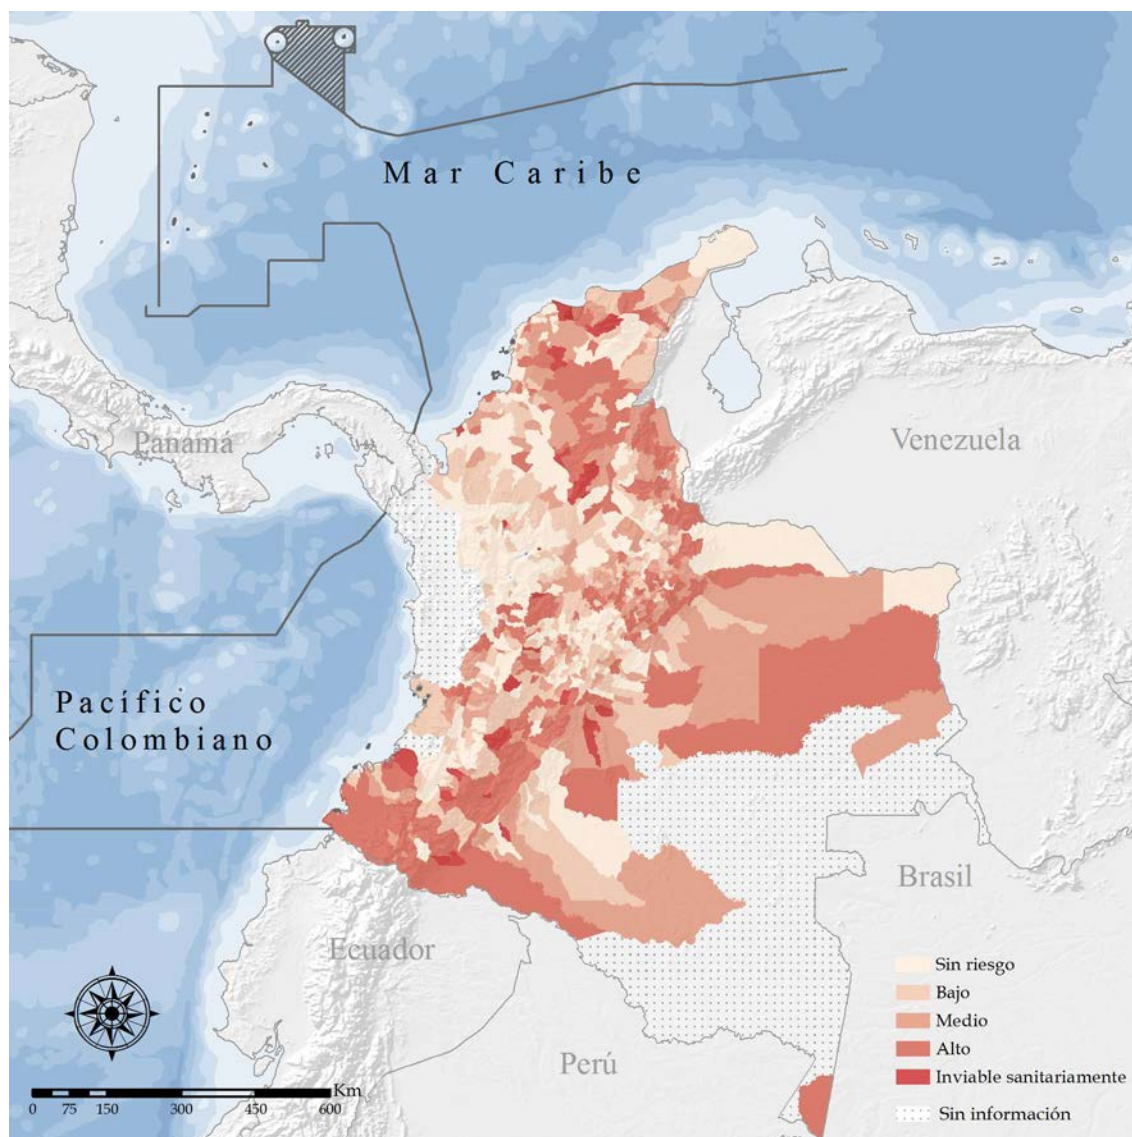 Mar Caribe
Panamá
Venezuela
Pacífico
Colombiano
Brasil
Ecuador
Perú
Sin riesgo
Bajo
Medio
Alto
Inviable sanitariamente
Sin información
Km
0 75 150 300 450 600